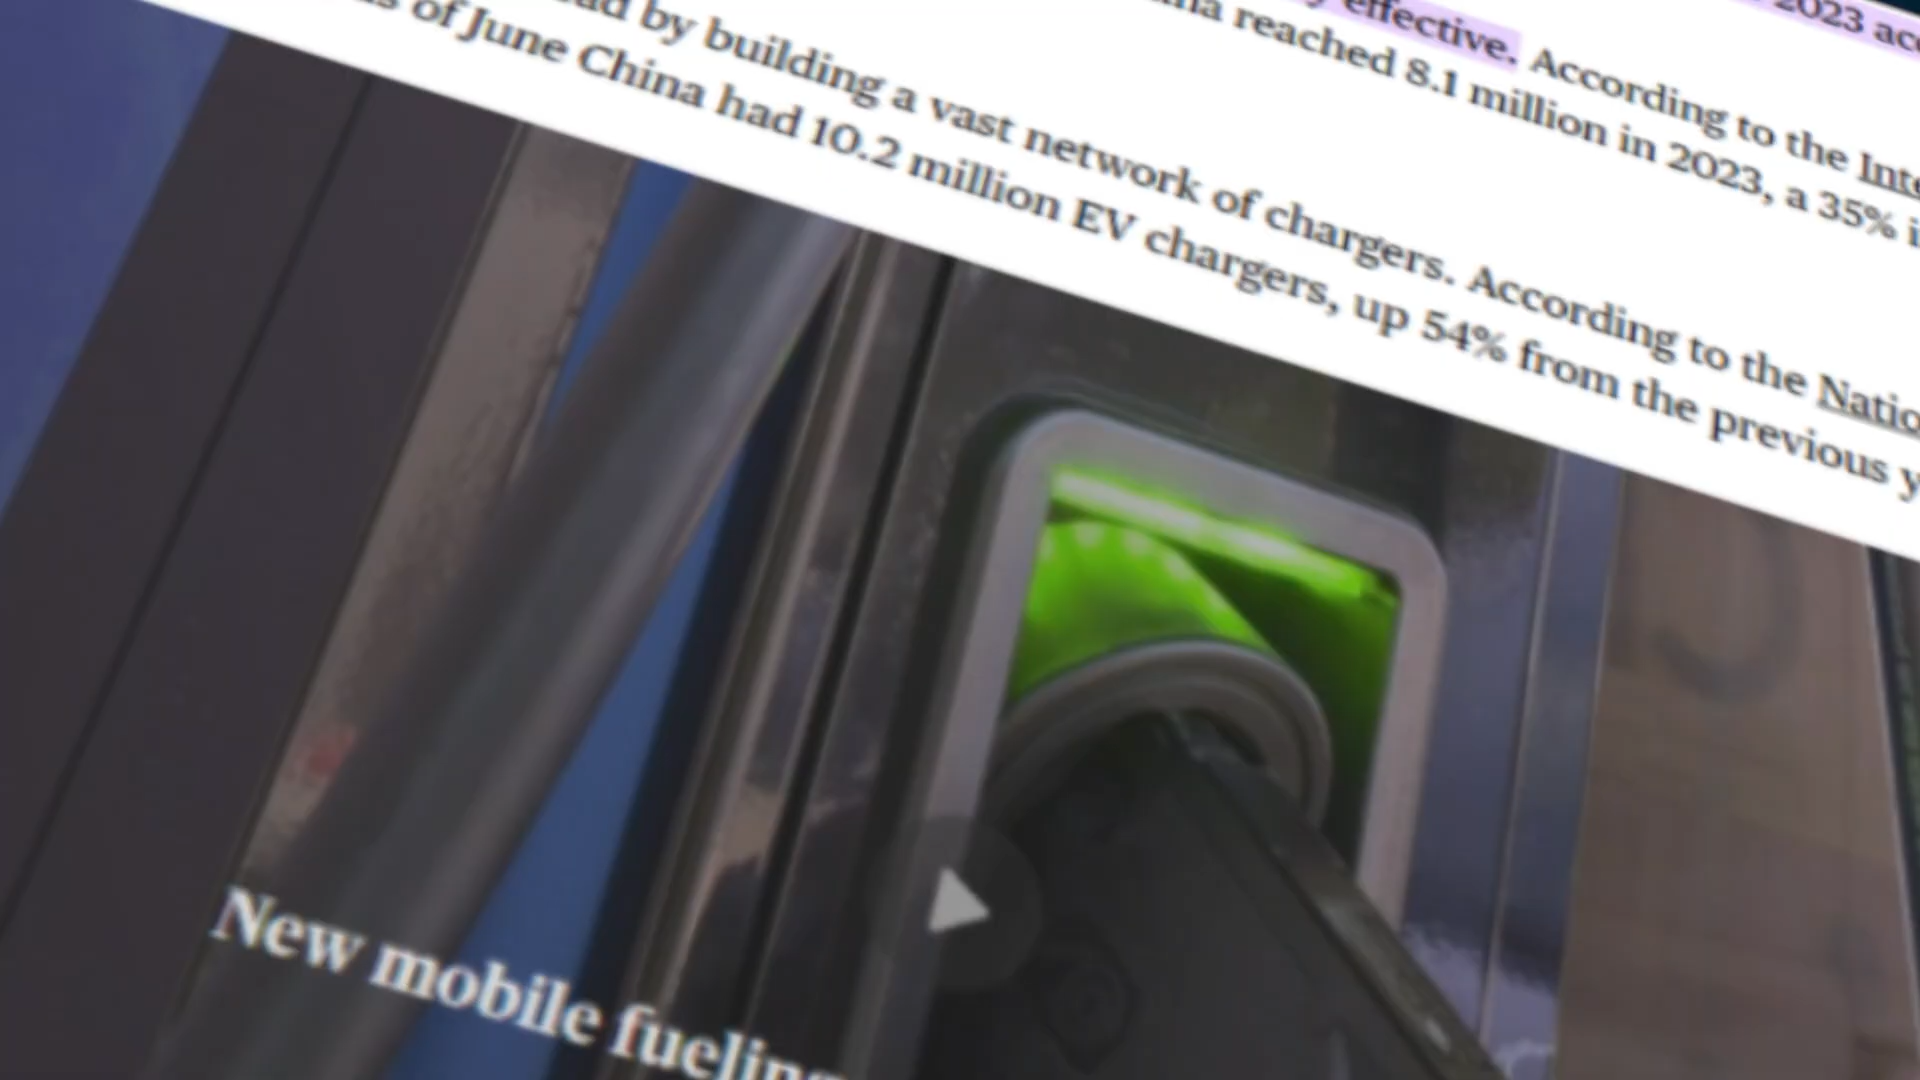 2023 acc
effective. According to the Inte
reached 8.1 million in 2023, a 35% i
by building a vast network of chargers. According to the Natio
of June China had 10.2 million EV chargers, up 54% from the previous y
New mobile fueling